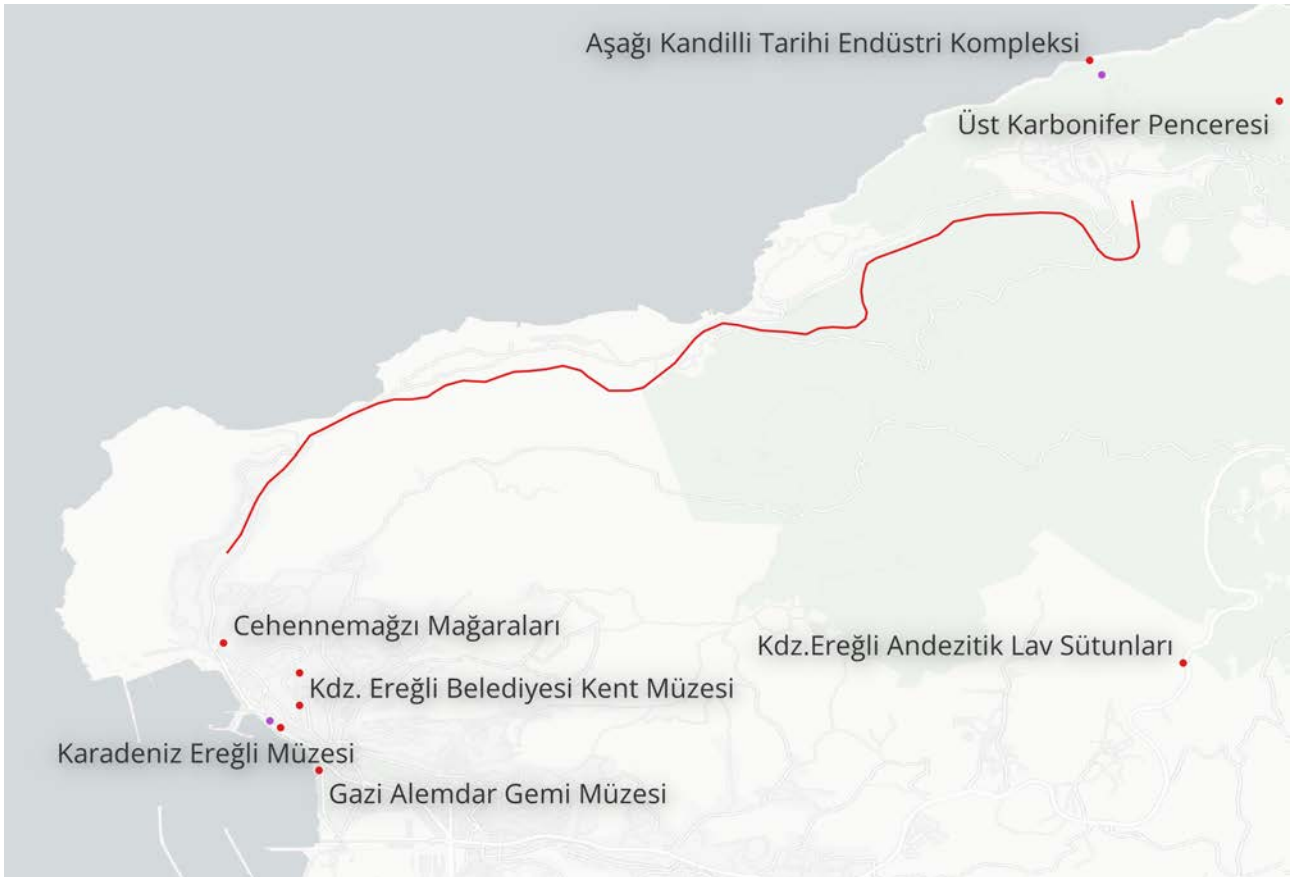 Aşağı Kandilli Tarihi Endüstri Kompleksi
Üst Karbonifer Penceresi
Cehennemağzı Mağaraları
Kdz.Ereğli Andezitik Lav Sütunları
Kdz. Ereğli Belediyesi Kent Müzesi
Karadeniz Ereğli Müzesi
Gazi Alemdar Gemi Müzesi